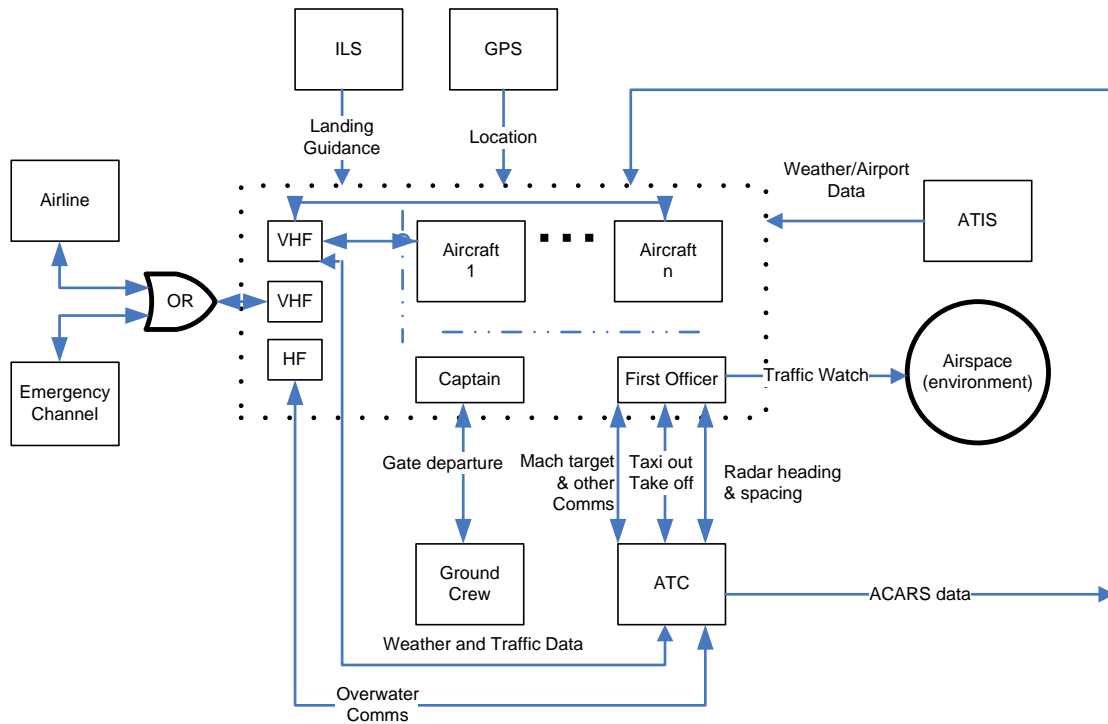 ILS
GPS
Landing
Guidance
Location
Weather/Airport
Data
Airline
ATIS
VHF
Aircraft
1
Aircraft
n
OR
VHF
HF
Emergency
Channel
Captain
First Officer
Traffic Watch
Airspace
(environment)
Gate departure
Mach target
& other
Comms
Taxi out
Take off
Radar heading
& spacing
Ground
Crew
ATC
ACARS data
Weather and Traffic Data
Overwater
Comms